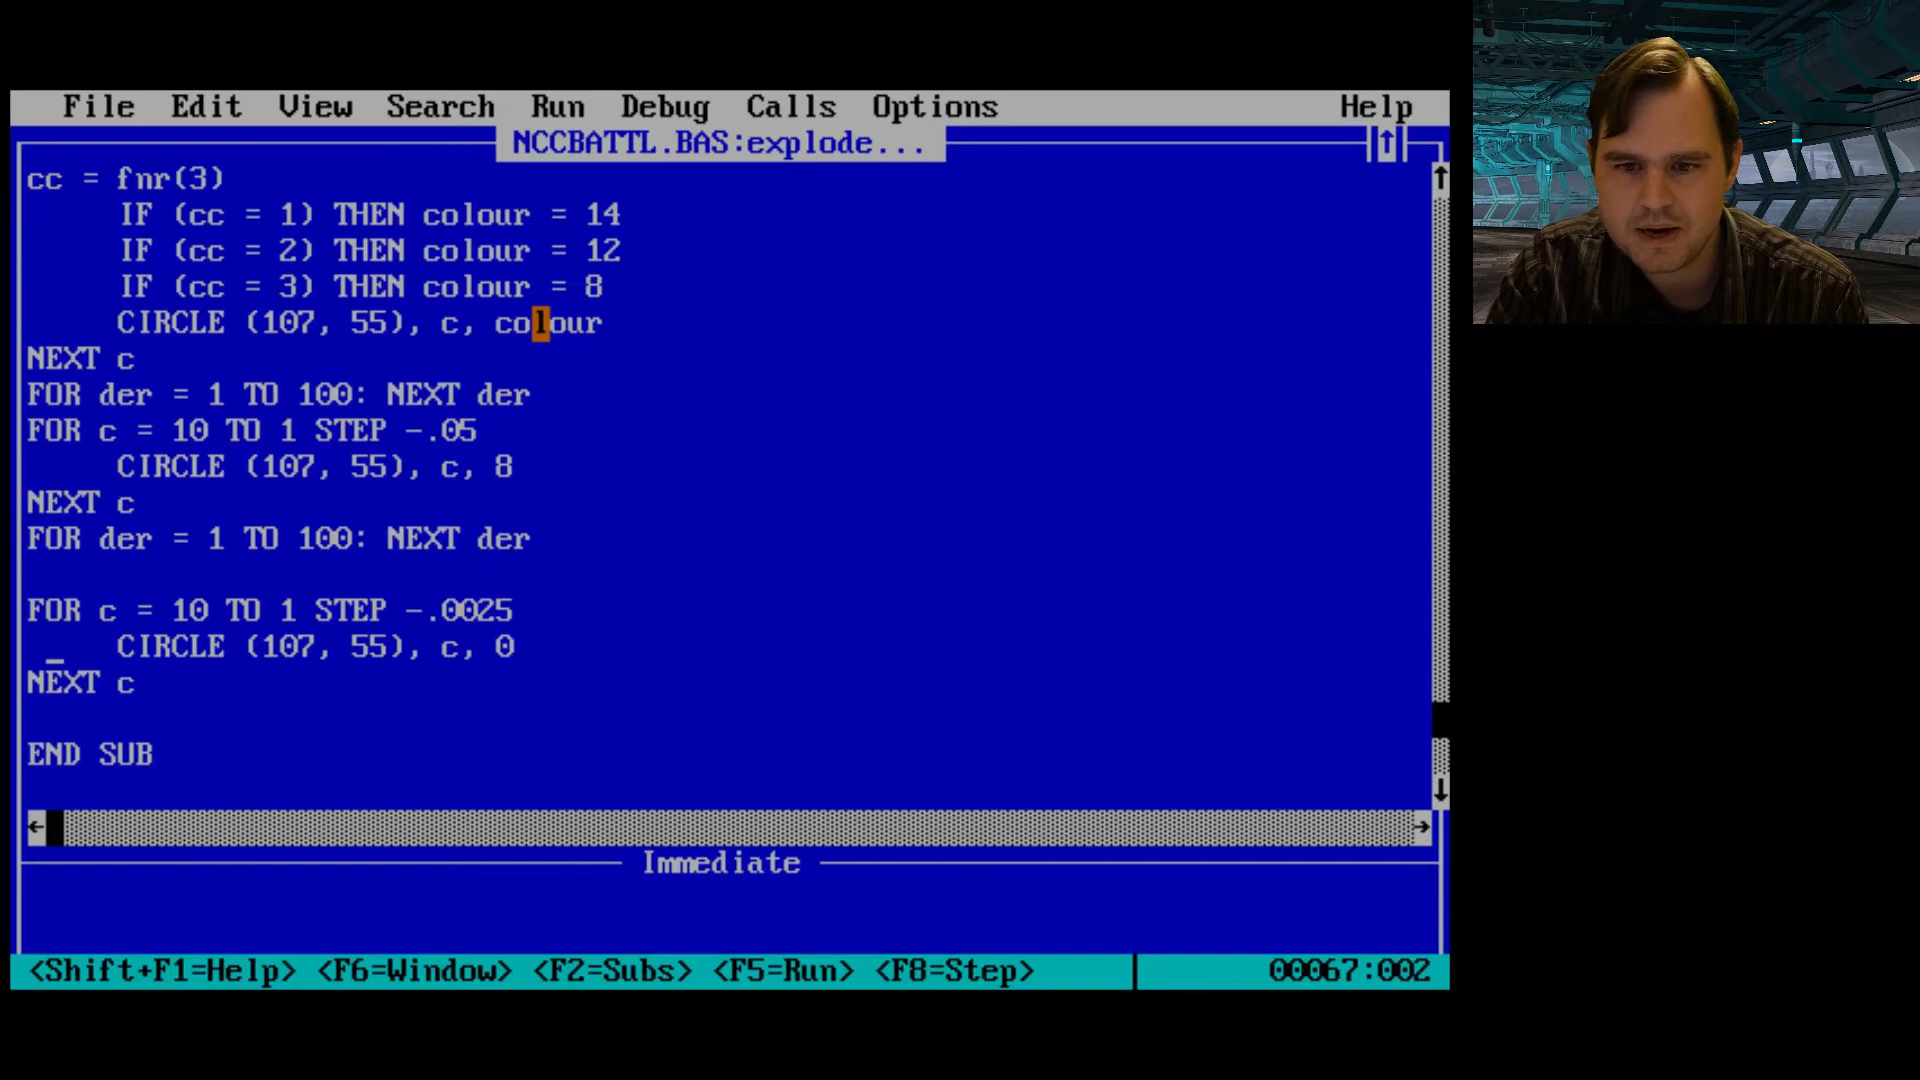 File Edit View Search Run Debug Calls Options Help
NCCBATTL.BAS:explode...
cc = fnr(3)
IF (cc = 1) THEN colour = 14
IF (cc = 2) THEN colour = 12
IF (cc = 3) THEN colour = 8
CIRCLE (107, 55), c, colour
NEXT c
FOR der = 1 TO 100: NEXT der
FOR c = 10 TO 1 STEP -.05
CIRCLE (107, 55), c, 8
NEXT c
FOR der = 1 TO 100: NEXT der
FOR c = 10 TO 1 STEP -.0025
CIRCLE (107, 55), c, 0
NEXT c
END SUB
Immediate
<Shift+F1=Help> <F6=Window> <F2=Subs> <F5=Run> <F8=Step> 00067:002